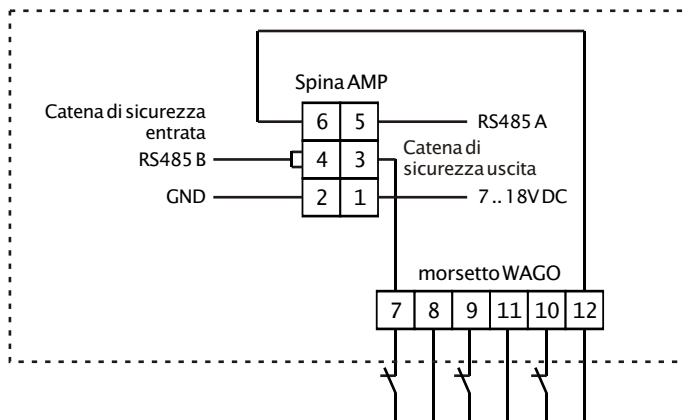 Spina AMP
Catena di sicurezza
entrata
6 5
RS485 A
RS485 B
4 3
Catena di
sicurezza uscita
GND
2 1
7 .. 18V DC
morsetto WAGO
7 8 9 11 10 12